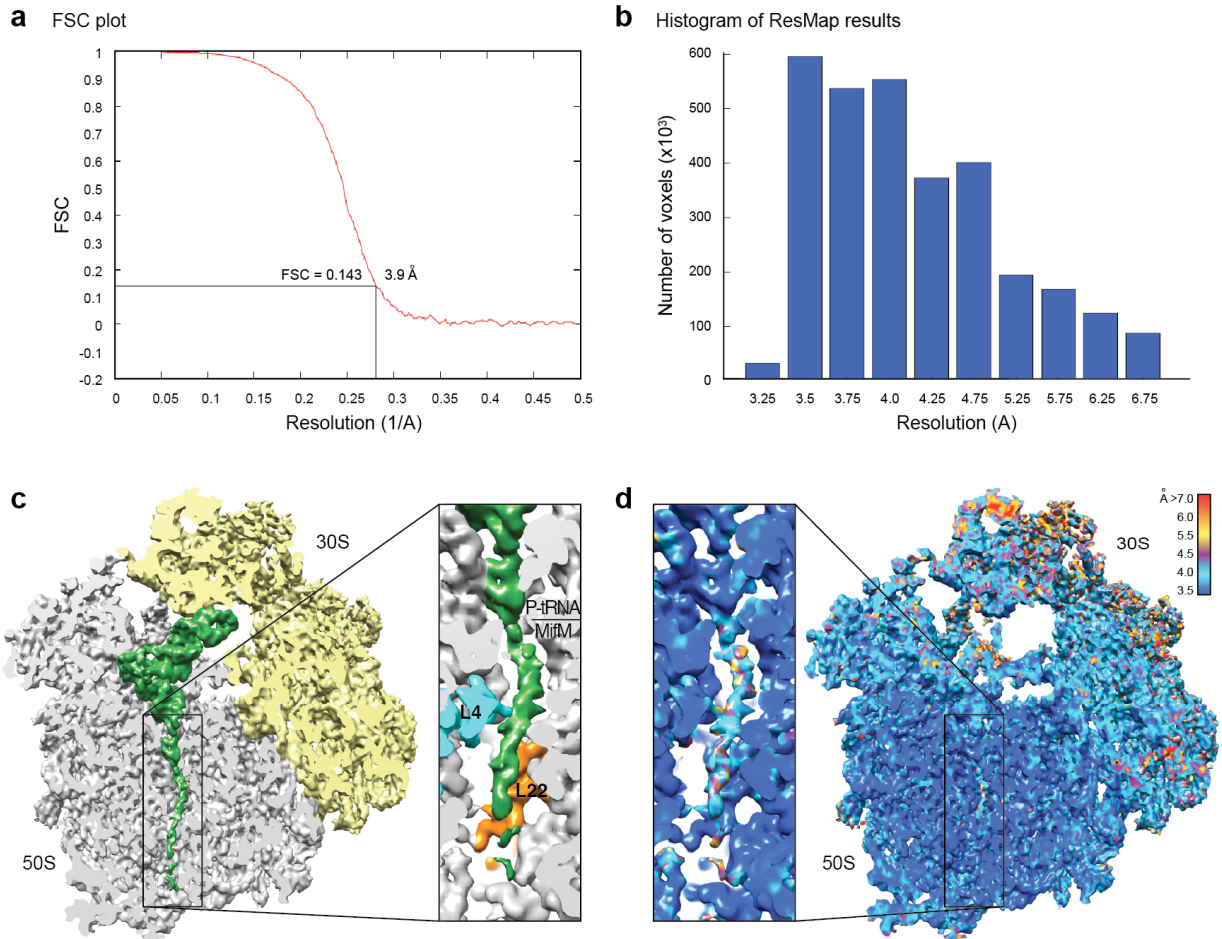 a FSC plot
1
0.9
0.8
0.7
0.6
0.5
0.4
0.3
0.2
0.1
0
-0.1
-0.2
FSC
FSC = 0.143 3.9 Å
0 0.05 0.1 0.15 0.2 0.25 0.3 0.35 0.4 0.45 0.5
Resolution (1/A)
b Histogram of ResMap results
600
500
400
600
200
100
0
Number of voxels (x10³)
3.25 3.5 3.75 4.0 4.25 4.75 5.25 5.75 6.25 6.75
Resolution (A)
c
30S
50S
P-tRNA
MifM
L4
L22
d
Å >7.0
6.0
5.5
4.5
4.0
3.5
30S
50S